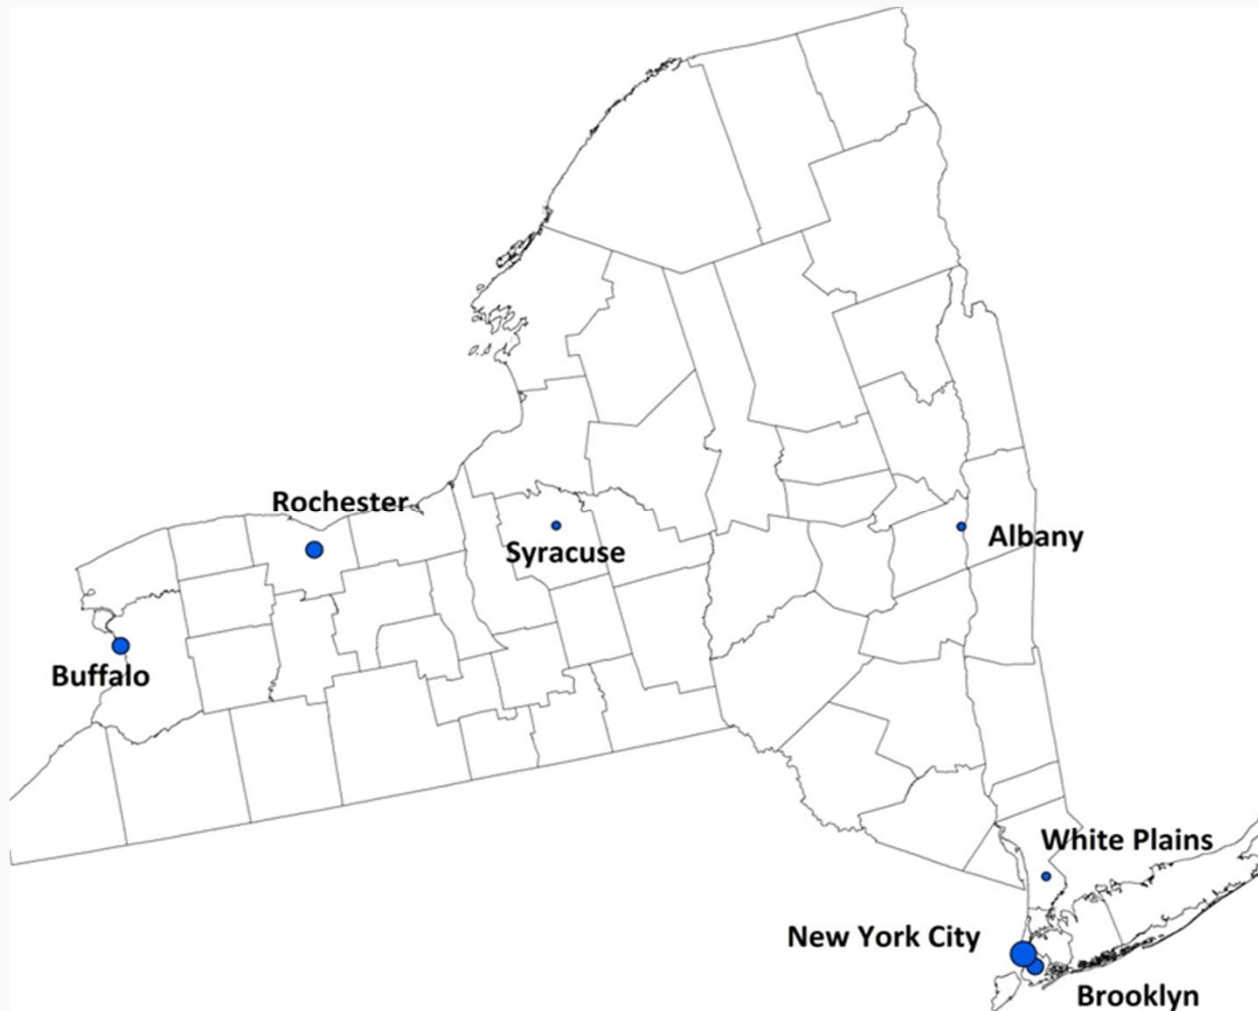 Rochester
Syracuse
Albany
Buffalo
White Plains
New York City
Brooklyn